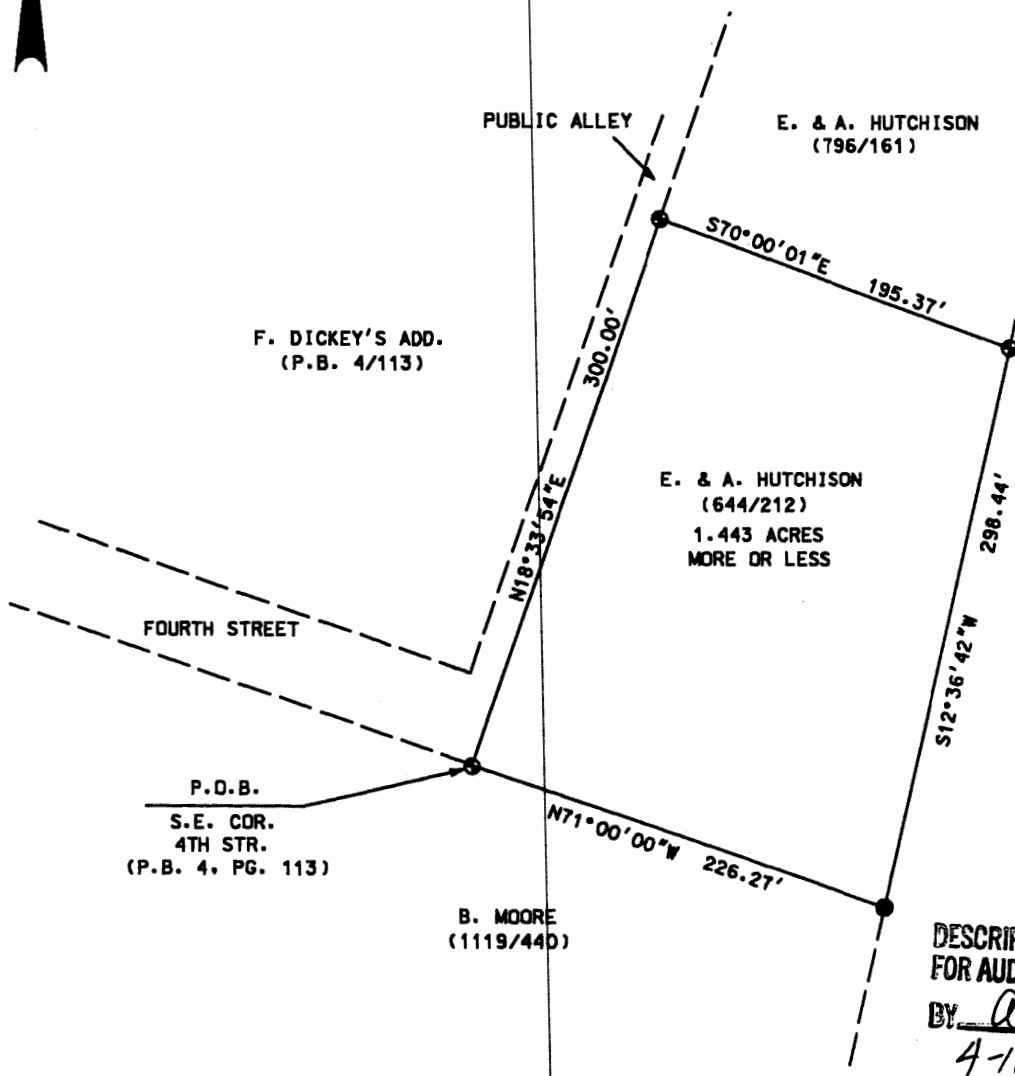 PUBLIC ALLEY
E. & A. HUTCHISON
(796/161)
S70°00'01"E 195.37'
F. DICKEY'S ADD.
(P.B. 4/113)
300.00'
N18°33'54"E
E. & A. HUTCHISON
(644/212)
1.443 ACRES
MORE OR LESS
298.44'
S12°36'42"W
FOURTH STREET
P.O.B.
S.E. COR.
4TH STR.
(P.B. 4, PG. 113)
N71°00'00"W 226.27'
B. MOORE
(1119/440)
FOR
BY